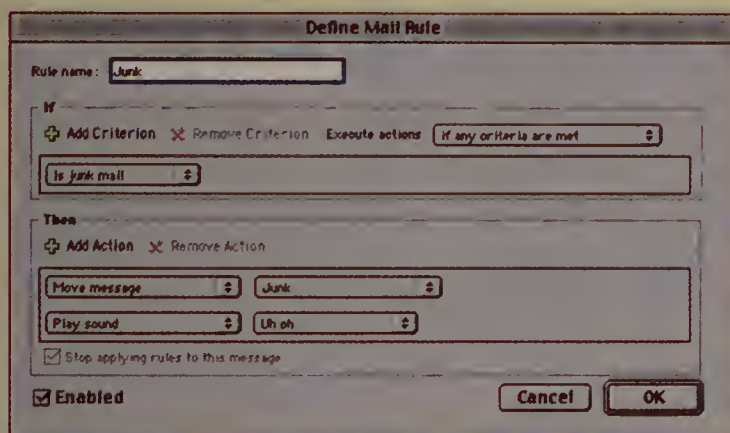 Define Mail Rule
Rule name: Junk
If
Add Criterion Remove Criterion Execute actions if any criteria are met
Is junk mail
Then
Add Action Remove Action
Move message Junk
Play sound Uh oh
Stop applying rules to this message
Enabled Cancel OK